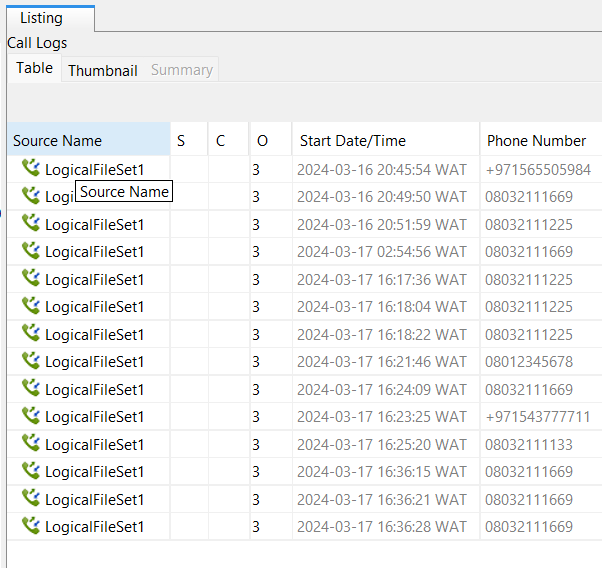 Listing
Call Logs
Table Thumbnail Summary
Source Name S C O Start Date/Time Phone Number
LogicalFileSet1 3 2024-03-16 20:45:54 WAT +971565505984
Logi 3 2024-03-16 20:49:50 WAT 08032111669
Source Name
LogicalFileSet1 3 2024-03-16 20:51:59 WAT 08032111225
LogicalFileSet1 3 2024-03-17 02:54:56 WAT 08032111669
LogicalFileSet1 3 2024-03-17 16:17:36 WAT 08032111225
LogicalFileSet1 3 2024-03-17 16:18:04 WAT 08032111225
LogicalFileSet1 3 2024-03-17 16:18:22 WAT 08032111225
LogicalFileSet1 3 2024-03-17 16:21:46 WAT 08012345678
LogicalFileSet1 3 2024-03-17 16:24:09 WAT 08032111669
LogicalFileSet1 3 2024-03-17 16:23:25 WAT +971543777711
LogicalFileSet1 3 2024-03-17 16:25:20 WAT 08032111133
LogicalFileSet1 3 2024-03-17 16:36:15 WAT 08032111669
LogicalFileSet1 3 2024-03-17 16:36:21 WAT 08032111669
LogicalFileSet1 3 2024-03-17 16:36:28 WAT 08032111669